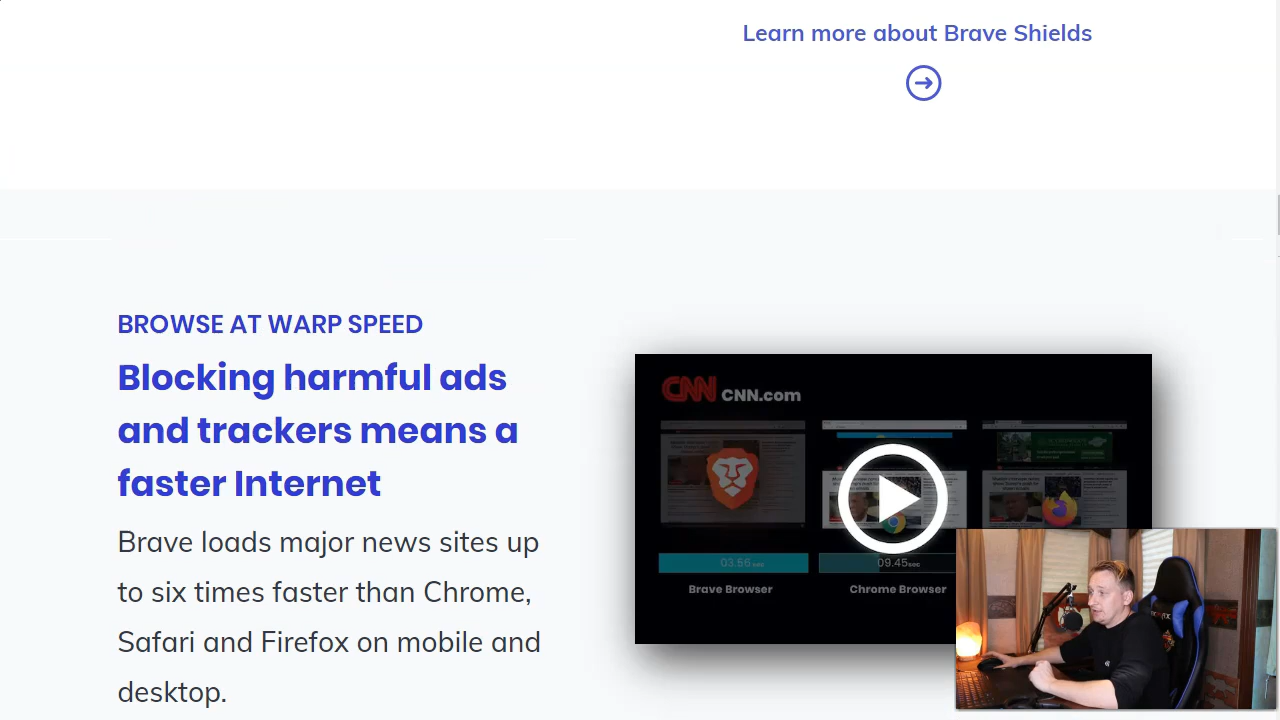 Learn more about Brave Shields
BROWSE AT WARP SPEED
Blocking harmful ads
and trackers means a
faster Internet
Brave loads major news sites up
to six times faster than Chrome,
Safari and Firefox on mobile and
desktop.
CNN CNN.com
03.56 sec
09.45 sec
Brave Browser
Chrome Browser